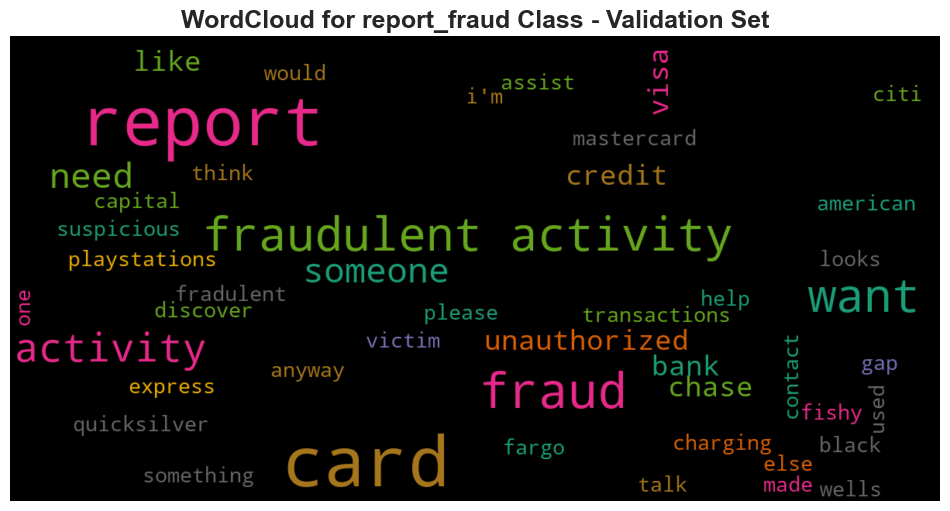 WordCloud for report_fraud Class - Validation Set
like
would
i'm
assist
visa
citi
report
mastercard
need
think
credit
capital
american
suspicious
fraudulent activity
playstations
someone
looks
fradulent
one
discover
please
help
transactions
want
activity
victim
unauthorized
contact
gap
anyway
bank
express
fraud
chase
used
quicksilver
fishy
card
fargo
charging
black
something
else
talk
made
wells